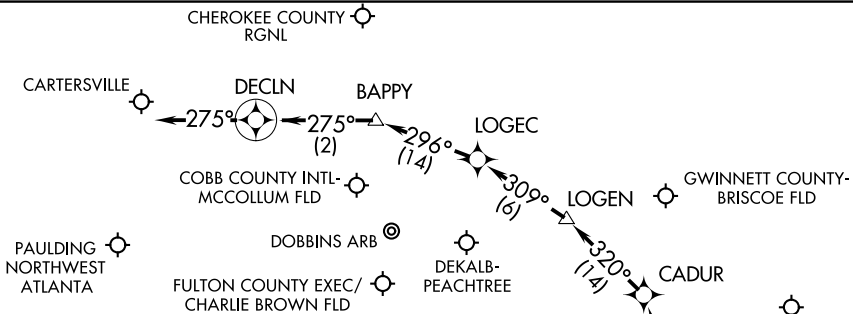 CHEROKEE COUNTY
RGNL
CARTERSVILLE
DECLN
BAPPY
LOGEC
275°
275°
(2)
296°
(14)
309°
(6)
COBB COUNTY INTL-
MCCOLLUM FLD
LOGEN
GWINNETT COUNTY-
BRISCOE FLD
DOBBINS ARB
PAULDING
NORTHWEST
ATLANTA
DEKALB-
PEACHTREE
320°
(14)
CADUR
FULTON COUNTY EXEC/
CHARLIE BROWN FLD